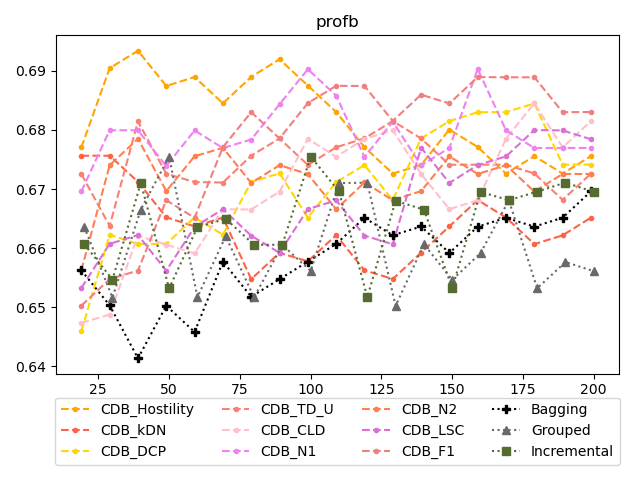 profb
0.69
0.68
0.67
0.66
0.65
0.64
25 50 75 100 125 150 175 200
CDB_Hostility CDB_TD_U CDB_N2 Bagging
CDB_kDN CDB_CLD CDB_LSC Grouped
CDB_DCP CDB_N1 CDB_F1 Incremental